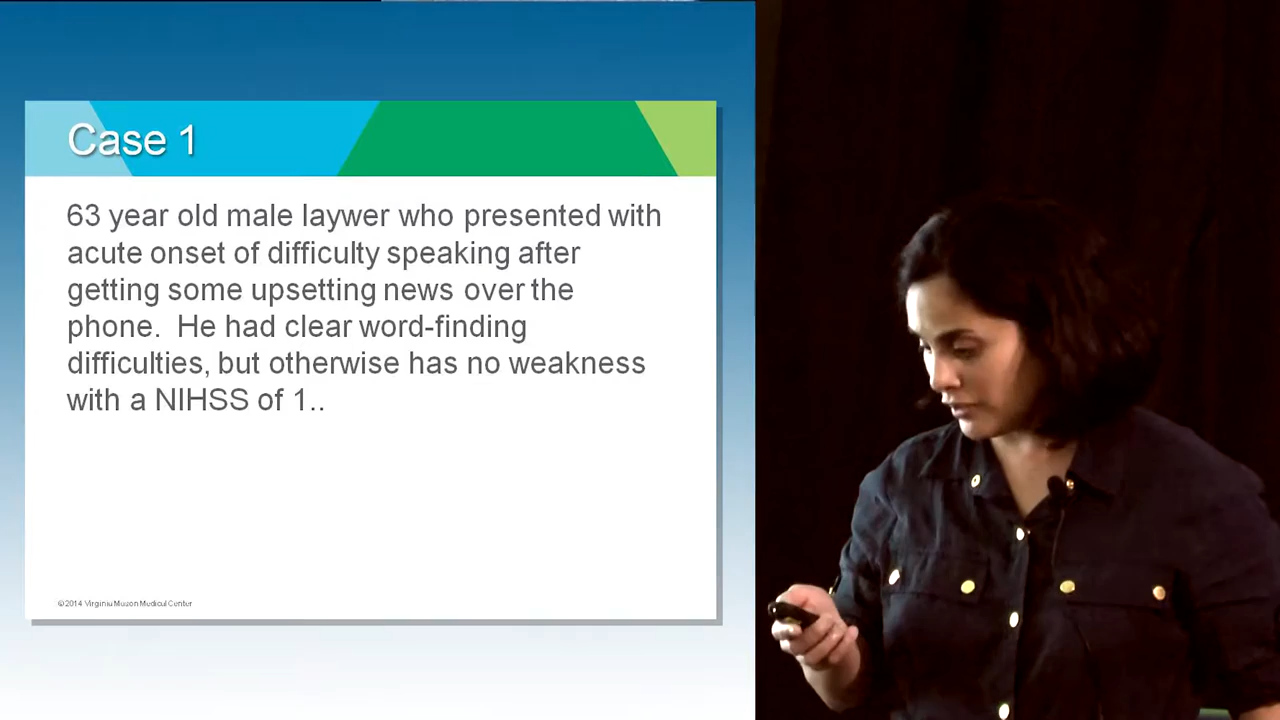 Case 1
63 year old male laywer who presented with
acute onset of difficulty speaking after
getting some upsetting news over the
phone.  He had clear word-finding
difficulties, but otherwise has no weakness
with a NIHSS of 1..
©2014 Virginia Mason Medical Center